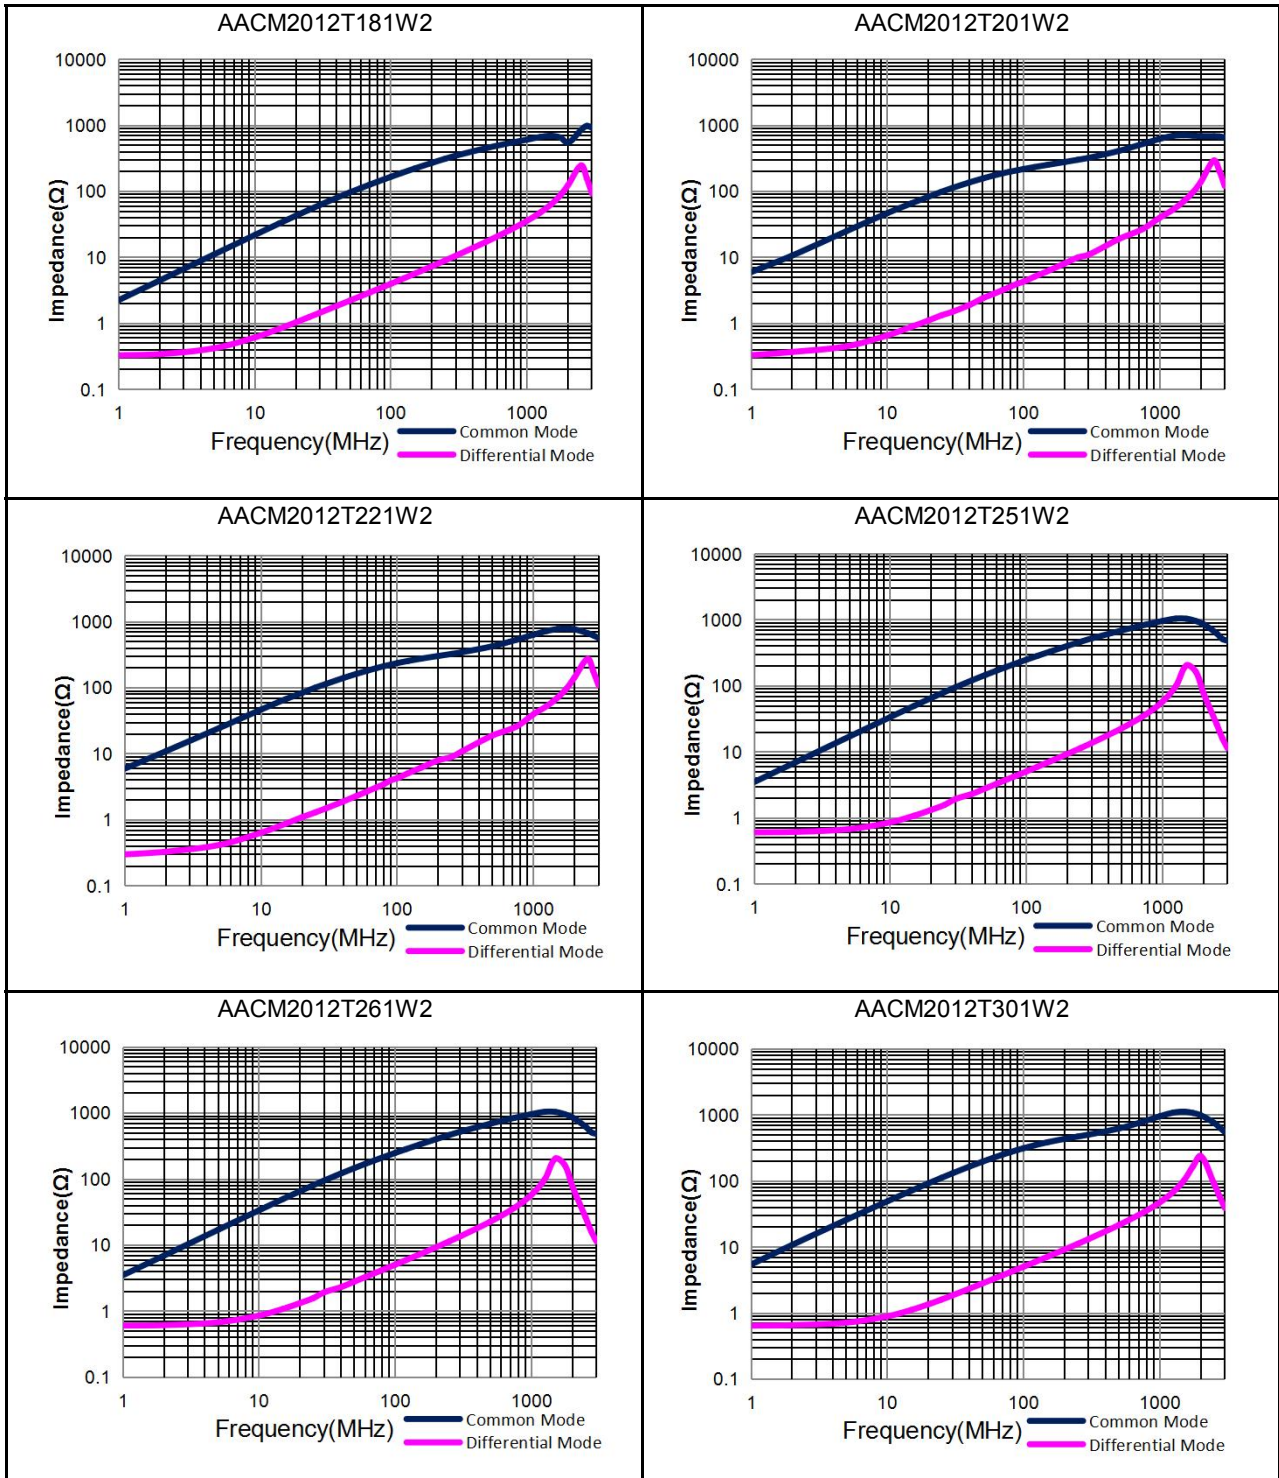 AACM2012T181W2
10000
1000
100
10
1
0.1
Impedance(Ω)
1 10 100 1000
Frequency(MHz)
Common Mode
Differential Mode
AACM2012T201W2
10000
1000
100
10
1
0.1
Impedance(Ω)
1 10 100 1000
Frequency(MHz)
Common Mode
Differential Mode
AACM2012T221W2
10000
1000
100
10
1
0.1
Impedance(Ω)
1 10 100 1000
Frequency(MHz)
Common Mode
Differential Mode
AACM2012T251W2
10000
1000
100
10
1
0.1
Impedance(Ω)
1 10 100 1000
Frequency(MHz)
Common Mode
Differential Mode
AACM2012T261W2
10000
1000
100
10
1
0.1
Impedance(Ω)
1 10 100 1000
Frequency(MHz)
Common Mode
Differential Mode
AACM2012T301W2
10000
1000
100
10
1
0.1
Impedance(Ω)
1 10 100 1000
Frequency(MHz)
Common Mode
Differential Mode